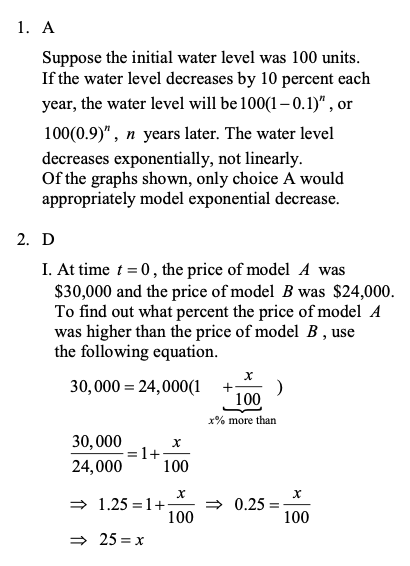 1. A
Suppose the initial water level was 100 units.
If the water level decreases by 10 percent each
year, the water level will be 100(1−0.1)ⁿ, or
100(0.9)ⁿ, n years later. The water level
decreases exponentially, not linearly.
Of the graphs shown, only choice A would
appropriately model exponential decrease.
2. D
I. At time t = 0, the price of model A was
$30,000 and the price of model B was $24,000.
To find out what percent the price of model A
was higher than the price of model B, use
the following equation.
30,000 = 24,000(1 + x/100)
x% more than
30,000/24,000 = 1 + x/100
⇒ 1.25 = 1 + x/100 ⇒ 0.25 = x/100
⇒ 25 = x